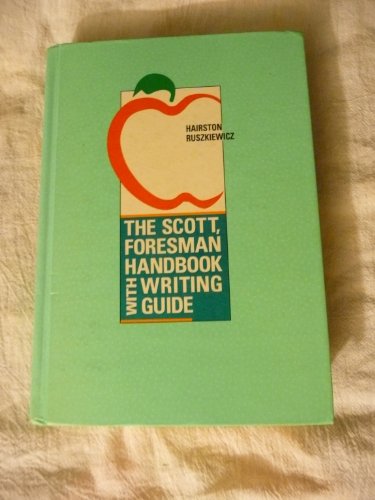 HAIRSTON
RUSZKIEWICZ
THE SCOTT,
FORESMAN
HANDBOOK
WITH WRITING
GUIDE